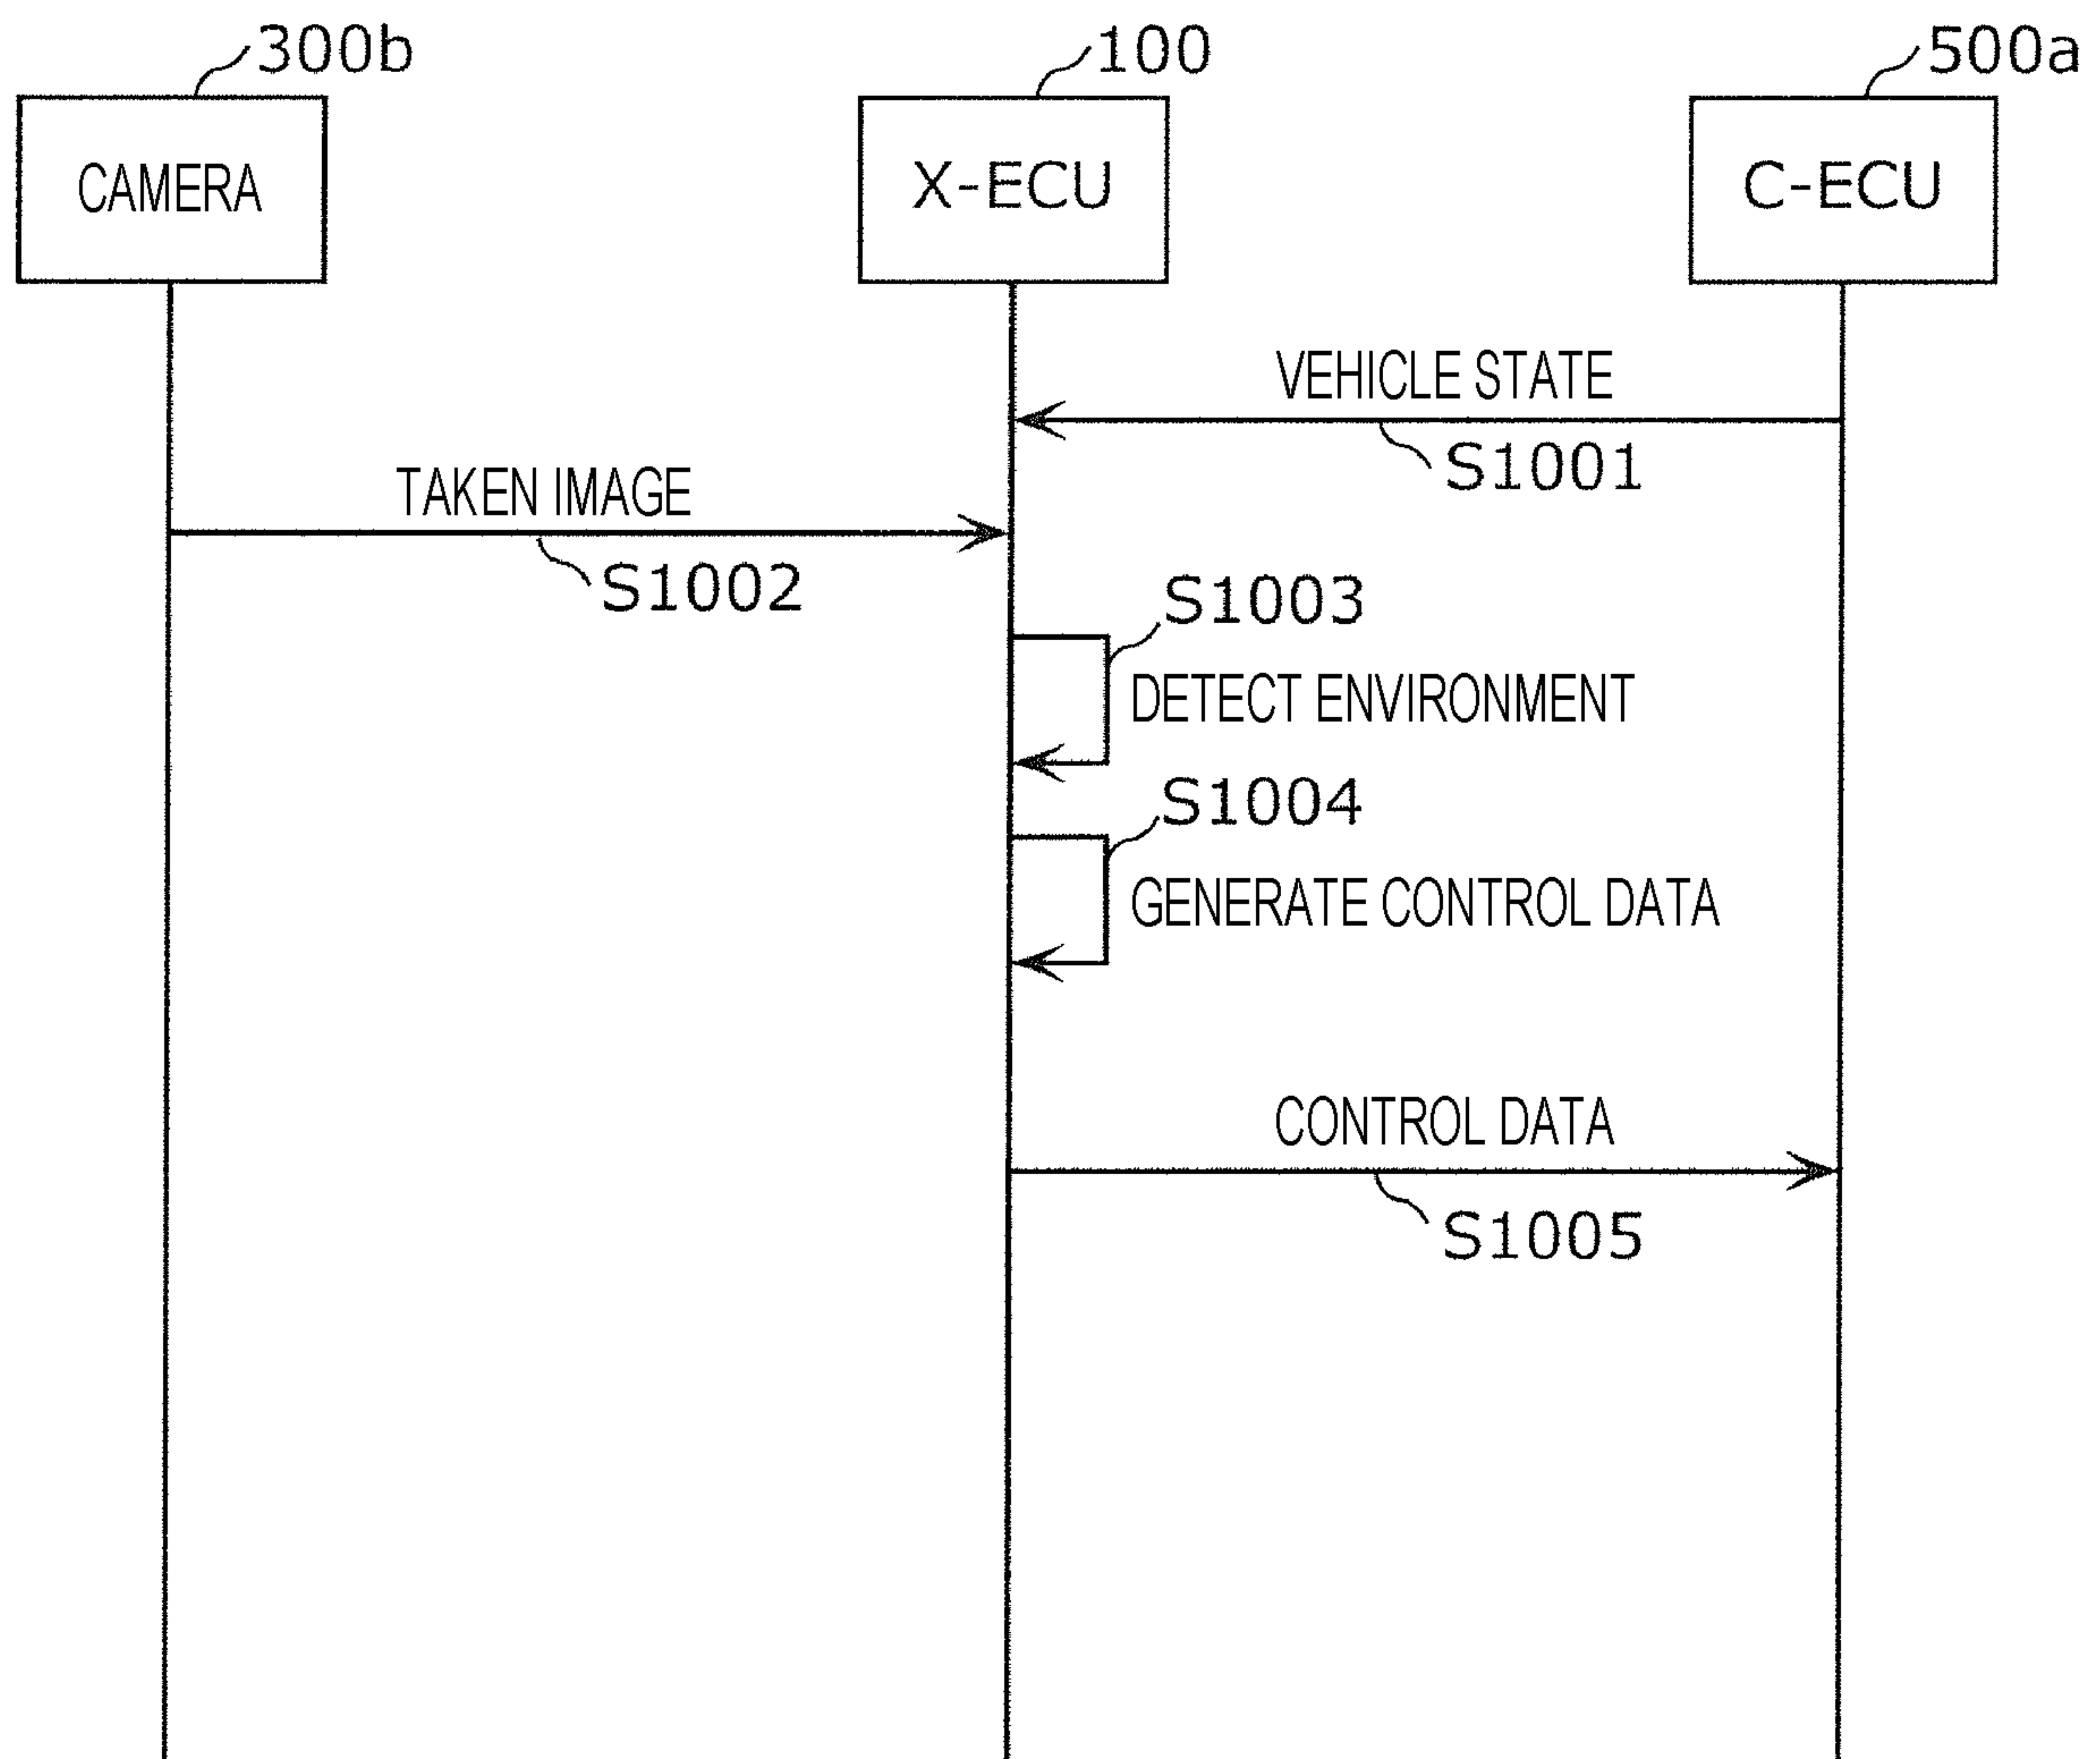 300b
100
500a
CAMERA
X-ECU
C-ECU
VEHICLE STATE
S1001
TAKEN IMAGE
S1002
S1003
DETECT ENVIRONMENT
S1004
GENERATE CONTROL DATA
CONTROL DATA
S1005